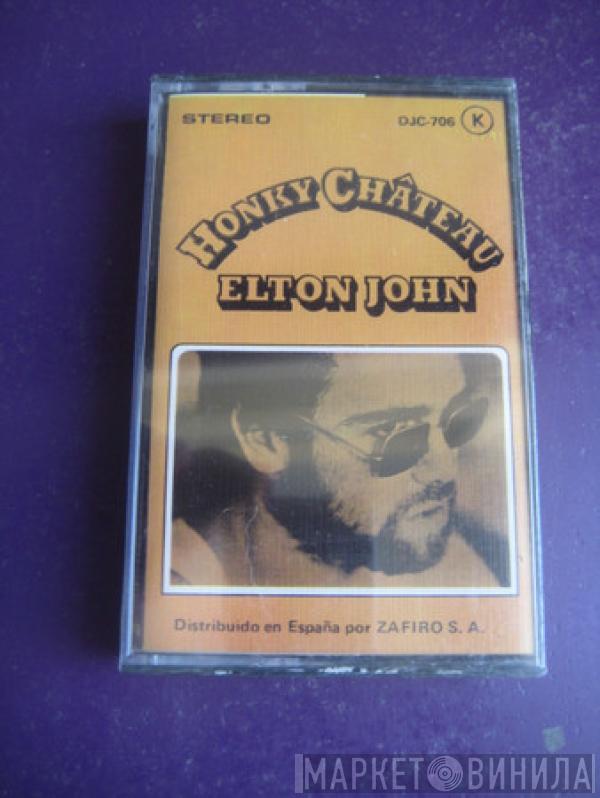 STEREO DJC-706 K
HONKY CHÂTEAU
ELTON JOHN
Distribuido en España por ZAFIRO S. A.
МАРКЕТ ВИНИЛА